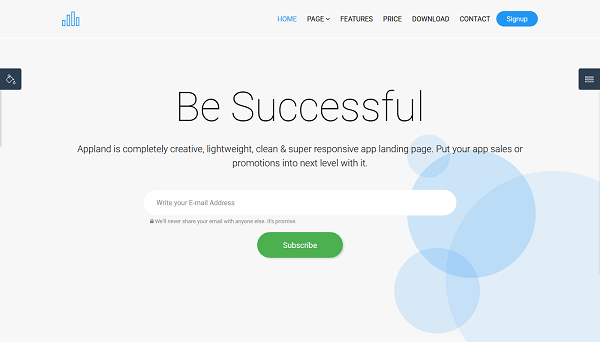 HOME PAGE FEATURES PRICE DOWNLOAD CONTACT Signup
Be Successful
Appland is completely creative, lightweight, clean & super responsive app landing page. Put your app sales or
promotions into next level with it.
Write your E-mail Address
We'll never share your email with anyone else. it's promise.
Subscribe